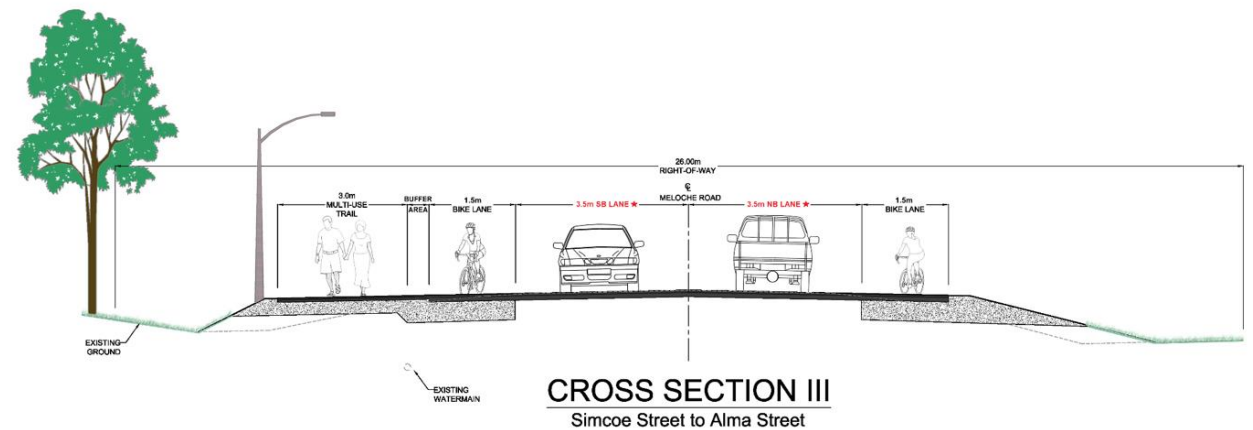 26.00m
RIGHT-OF-WAY
℄
MELOCHE ROAD
3.0m
MULTI-USE
TRAIL
BUFFER
AREA
1.5m
BIKE LANE
3.5m SB LANE ★
3.5m NB LANE ★
1.5m
BIKE LANE
EXISTING
GROUND
EXISTING
WATERMAIN
CROSS SECTION III
Simcoe Street to Alma Street